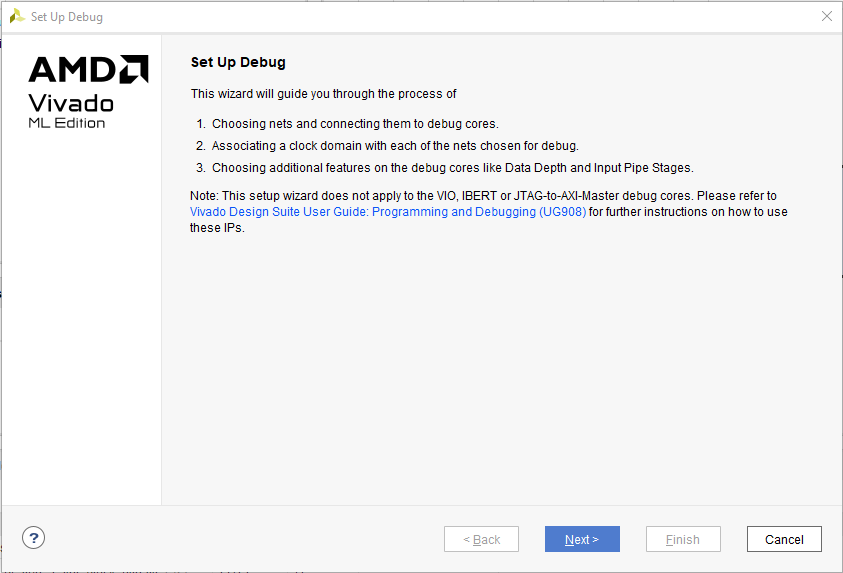 Set Up Debug
AMD
Vivado
ML Edition
Set Up Debug
This wizard will guide you through the process of
1. Choosing nets and connecting them to debug cores.
2. Associating a clock domain with each of the nets chosen for debug.
3. Choosing additional features on the debug cores like Data Depth and Input Pipe Stages.
Note: This setup wizard does not apply to the VIO, IBERT or JTAG-to-AXI-Master debug cores. Please refer to
Vivado Design Suite User Guide: Programming and Debugging (UG908) for further instructions on how to use
these IPs.
?
< Back
Next >
Finish
Cancel